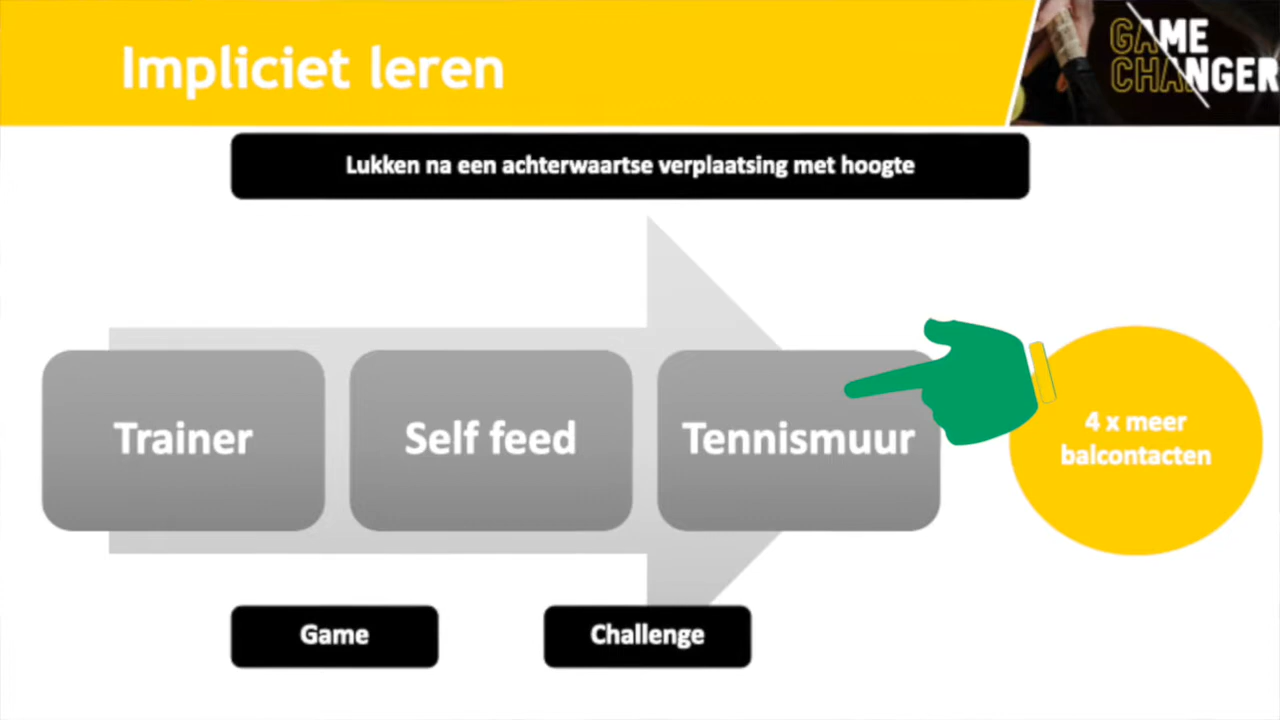 Impliciet leren
GAME
CHANGER
Lukken na een achterwaartse verplaatsing met hoogte
Trainer
Self feed
Tennismuur
4 x meer
balcontacten
Game
Challenge